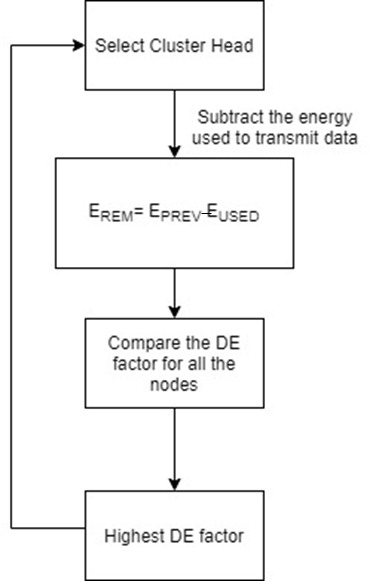 Select Cluster Head
Subtract the energy
used to transmit data
EREM= EPREV-EUSED
Compare the DE
factor for all the
nodes
Highest DE factor